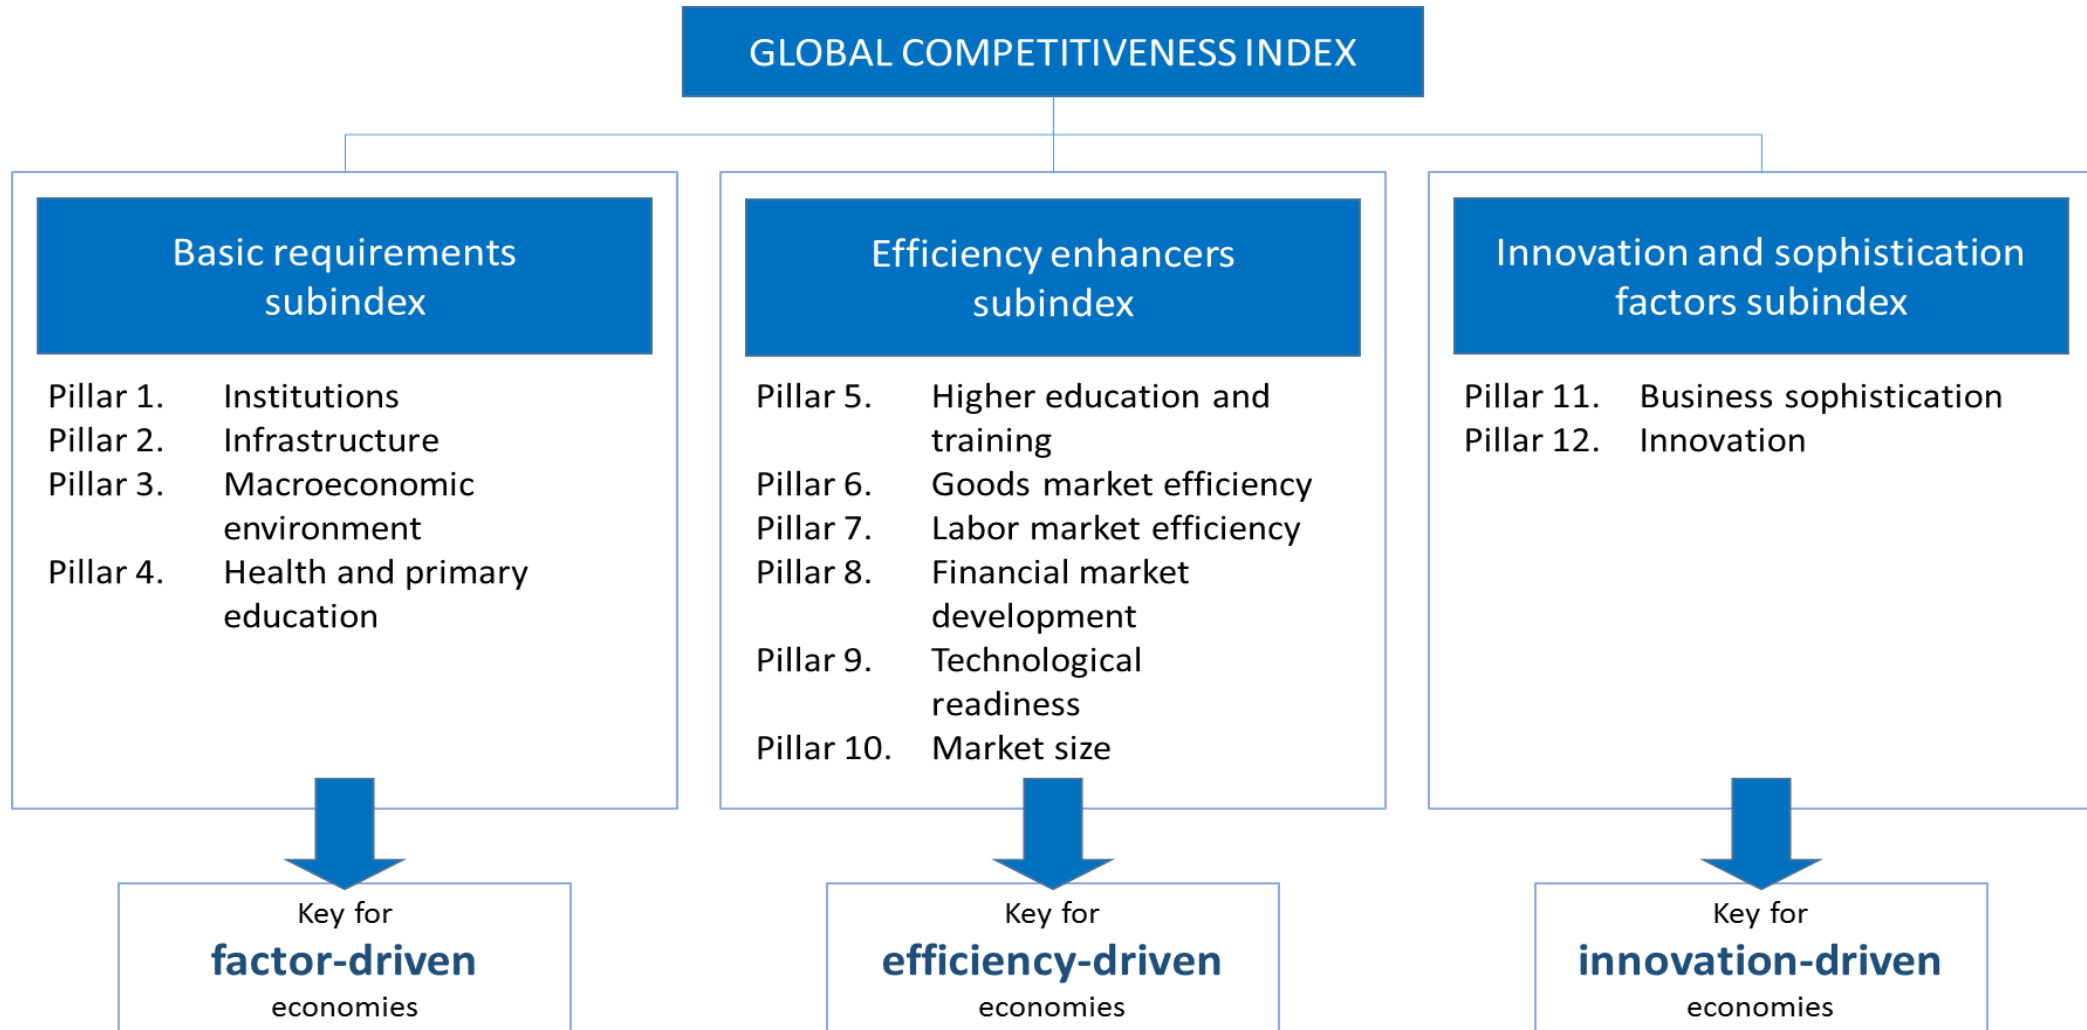 GLOBAL COMPETITIVENESS INDEX
Basic requirements
subindex
Pillar 1. Institutions
Pillar 2. Infrastructure
Pillar 3. Macroeconomic
environment
Pillar 4. Health and primary
education
Key for
factor-driven
economies
Efficiency enhancers
subindex
Pillar 5. Higher education and
training
Pillar 6. Goods market efficiency
Pillar 7. Labor market efficiency
Pillar 8. Financial market
development
Pillar 9. Technological
readiness
Pillar 10. Market size
Key for
efficiency-driven
economies
Innovation and sophistication
factors subindex
Pillar 11. Business sophistication
Pillar 12. Innovation
Key for
innovation-driven
economies